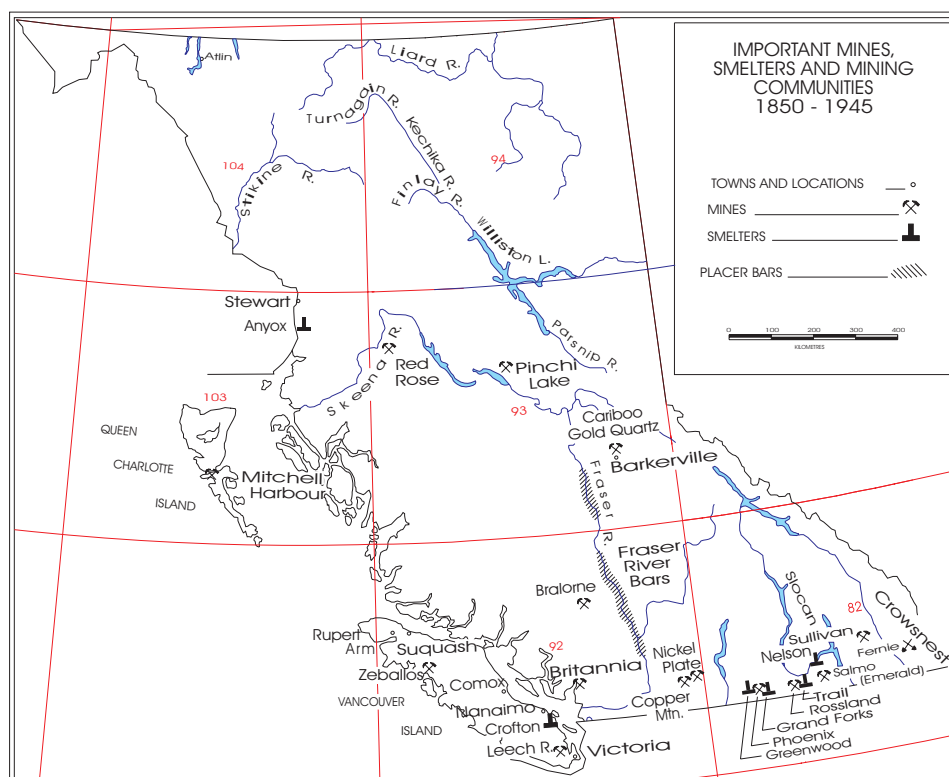 IMPORTANT MINES,
SMELTERS AND MINING
COMMUNITIES
1850 - 1945
TOWNS AND LOCATIONS
MINES
SMELTERS
PLACER BARS
0 100 200 300 400
KILOMETRES
Atlin
Liard R.
Turnagain R.
Kechika R.
104
94
Stikine R.
Finlay R.
Williston L.
Stewart
Anyox
Parsnip R.
Skeena R.
Red
Rose
Pinchi
Lake
103
93
QUEEN
CHARLOTTE
ISLAND
Mitchell
Harbour
Cariboo
Gold Quartz
Barkerville
Fraser R.
Fraser
River
Bars
Bralorne
Slocan
82
Crowsnest
Rupert
Arm
Suquash
92
Zeballos
Britannia
Nickel
Plate
Sullivan
Nelson
Fernie
Salmo
(Emerald)
VANCOUVER
ISLAND
Comox
Nanaimo
Crofton
Leech R.
Victoria
Copper
Mtn.
Trail
Rossland
Grand Forks
Phoenix
Greenwood